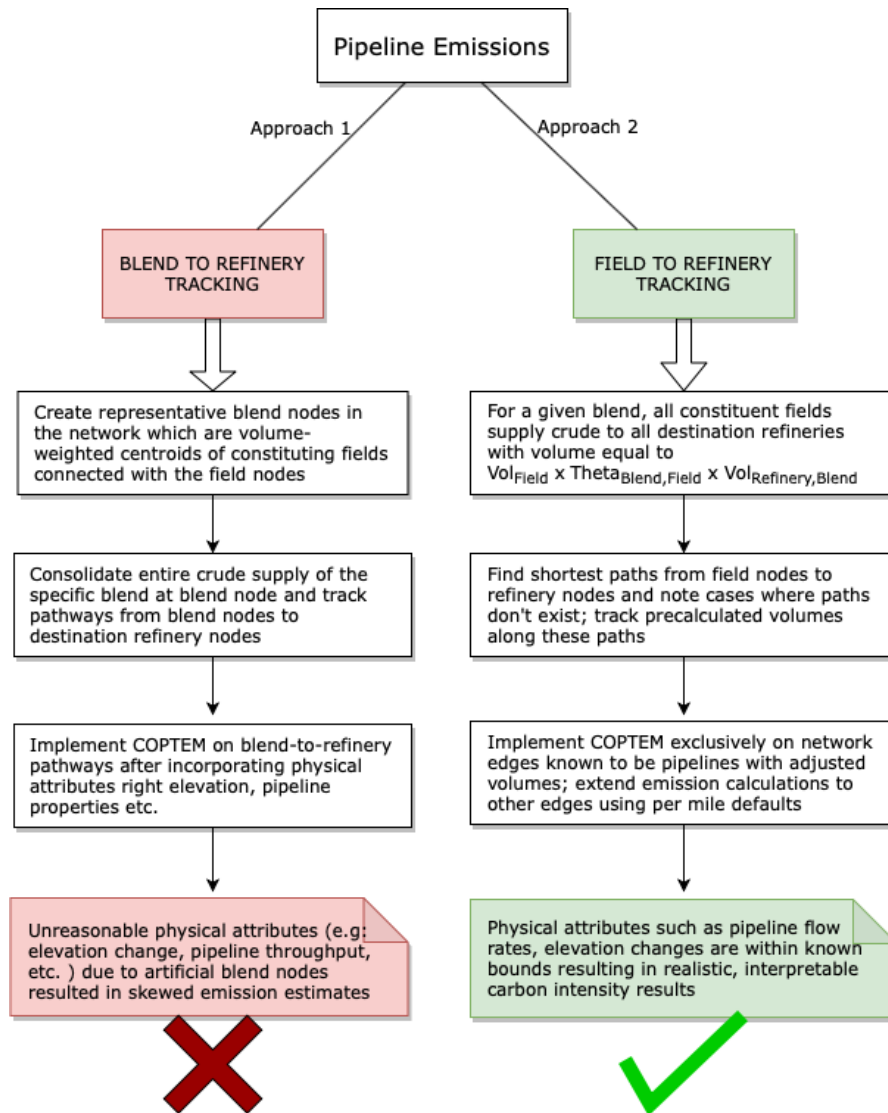 Pipeline Emissions
Approach 1
Approach 2
BLEND TO REFINERY
TRACKING
FIELD TO REFINERY
TRACKING
Create representative blend nodes in
the network which are volume-
weighted centroids of constituting fields
connected with the field nodes
For a given blend, all constituent fields
supply crude to all destination refineries
with volume equal to
Vol_Field x Theta_Blend,Field x Vol_Refinery,Blend
Consolidate entire crude supply of the
specific blend at blend node and track
pathways from blend nodes to
destination refinery nodes
Find shortest paths from field nodes to
refinery nodes and note cases where paths
don't exist; track precalculated volumes
along these paths
Implement COPTEM on blend-to-refinery
pathways after incorporating physical
attributes right elevation, pipeline
properties etc.
Implement COPTEM exclusively on network
edges known to be pipelines with adjusted
volumes; extend emission calculations to
other edges using per mile defaults
Unreasonable physical attributes (e.g:
elevation change, pipeline throughput,
etc. ) due to artificial blend nodes
resulted in skewed emission estimates
Physical attributes such as pipeline flow
rates, elevation changes are within known
bounds resulting in realistic, interpretable
carbon intensity results